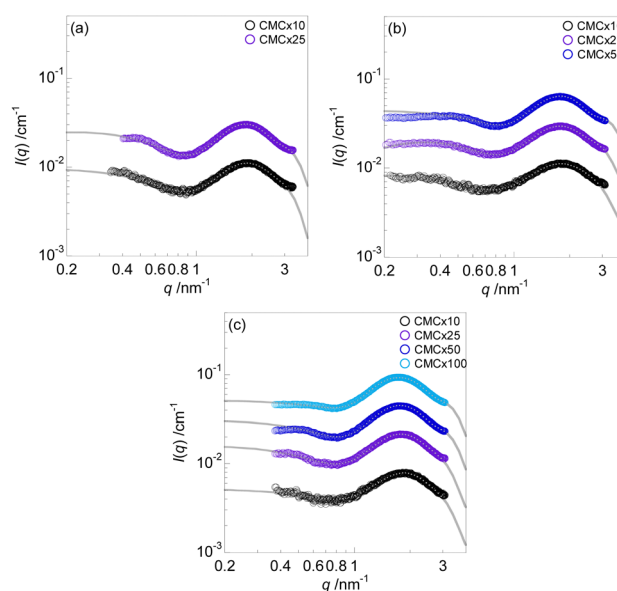 (a)
CMCx10
CMCx25
10⁻¹
10⁻²
10⁻³
I(q) /cm⁻¹
0.2 0.4 0.6 0.8 1 3
q /nm⁻¹
(b)
CMCx1
CMCx2
CMCx5
10⁻¹
10⁻²
10⁻³
I(q) /cm⁻¹
0.2 0.4 0.6 0.8 1 3
q /nm⁻¹
(c)
CMCx10
CMCx25
CMCx50
CMCx100
10⁻¹
10⁻²
10⁻³
I(q) /cm⁻¹
0.2 0.4 0.6 0.8 1 3
q /nm⁻¹